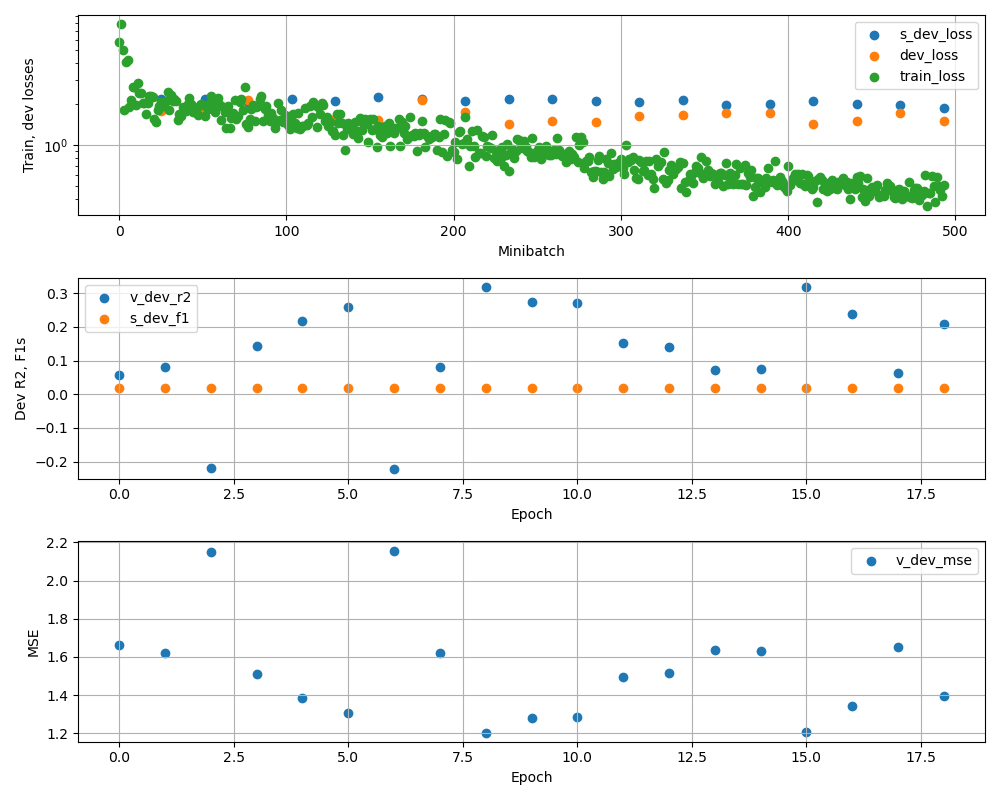 Train, dev losses
10⁰
s_dev_loss
dev_loss
train_loss
0 100 200 300 400 500
Minibatch
Dev R2, F1s
0.3
0.2
0.1
0.0
−0.1
−0.2
v_dev_r2
s_dev_f1
0.0 2.5 5.0 7.5 10.0 12.5 15.0 17.5
Epoch
MSE
2.2
2.0
1.8
1.6
1.4
1.2
v_dev_mse
0.0 2.5 5.0 7.5 10.0 12.5 15.0 17.5
Epoch